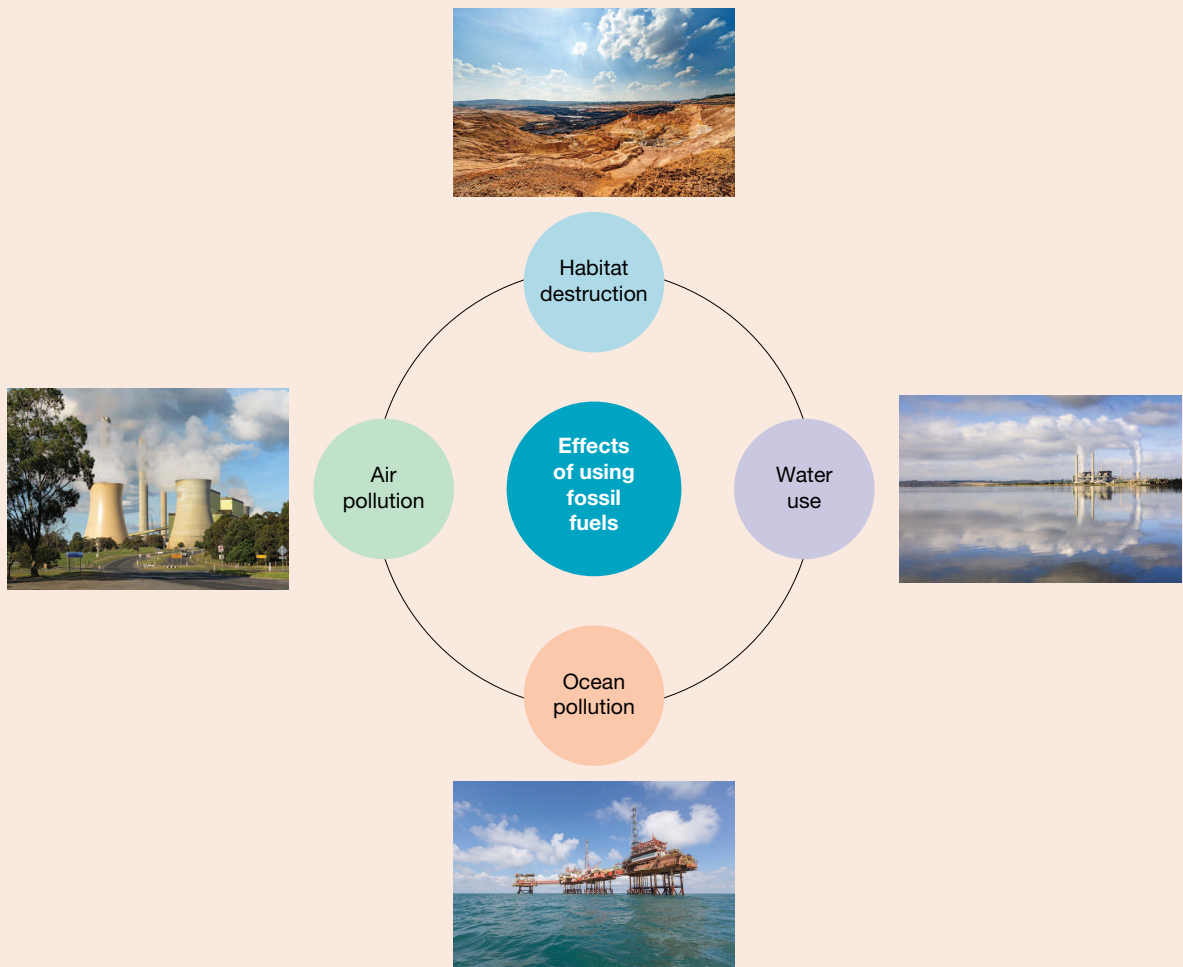 Habitat
destruction
Effects
of using
fossil
fuels
Air
pollution
Water
use
Ocean
pollution